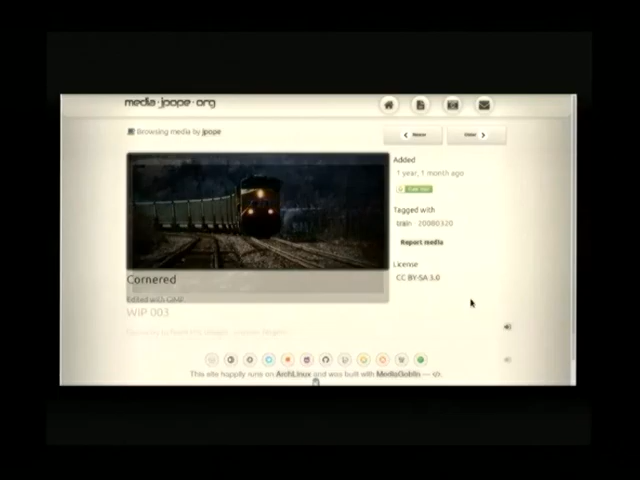 media·jpope·org
Browsing media by jpope
Newer
Older
Added
1 year, 1 month ago
Tagged with
train · 20080320
Report media
License
CC BY-SA 3.0
Cornered
Edited with GIMP
WIP 003
This site happily runs on ArchLinux and was built with MediaGoblin